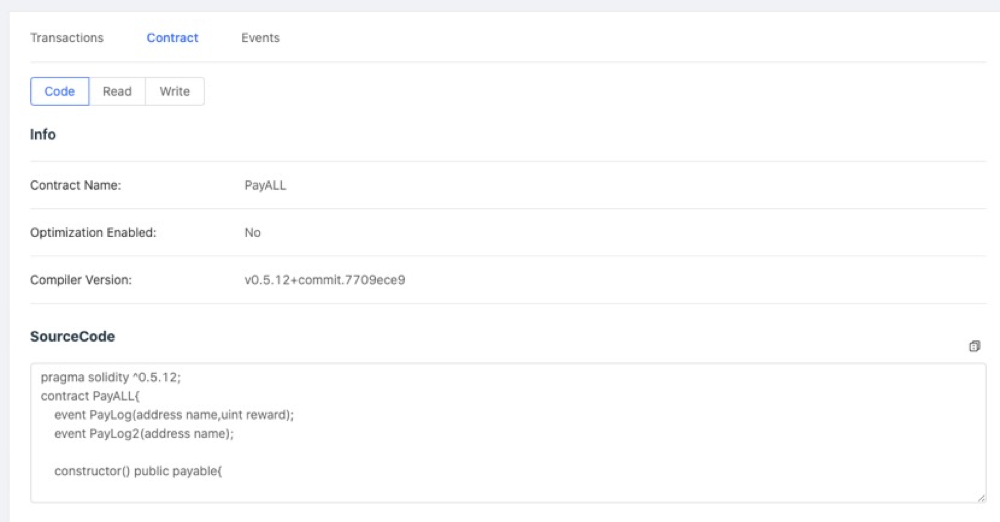 Transactions Contract Events
Code Read Write
Info
Contract Name: PayALL
Optimization Enabled: No
Compiler Version: v0.5.12+commit.7709ece9
SourceCode
pragma solidity ^0.5.12;
contract PayALL{
    event PayLog(address name,uint reward);
    event PayLog2(address name);
    constructor() public payable{